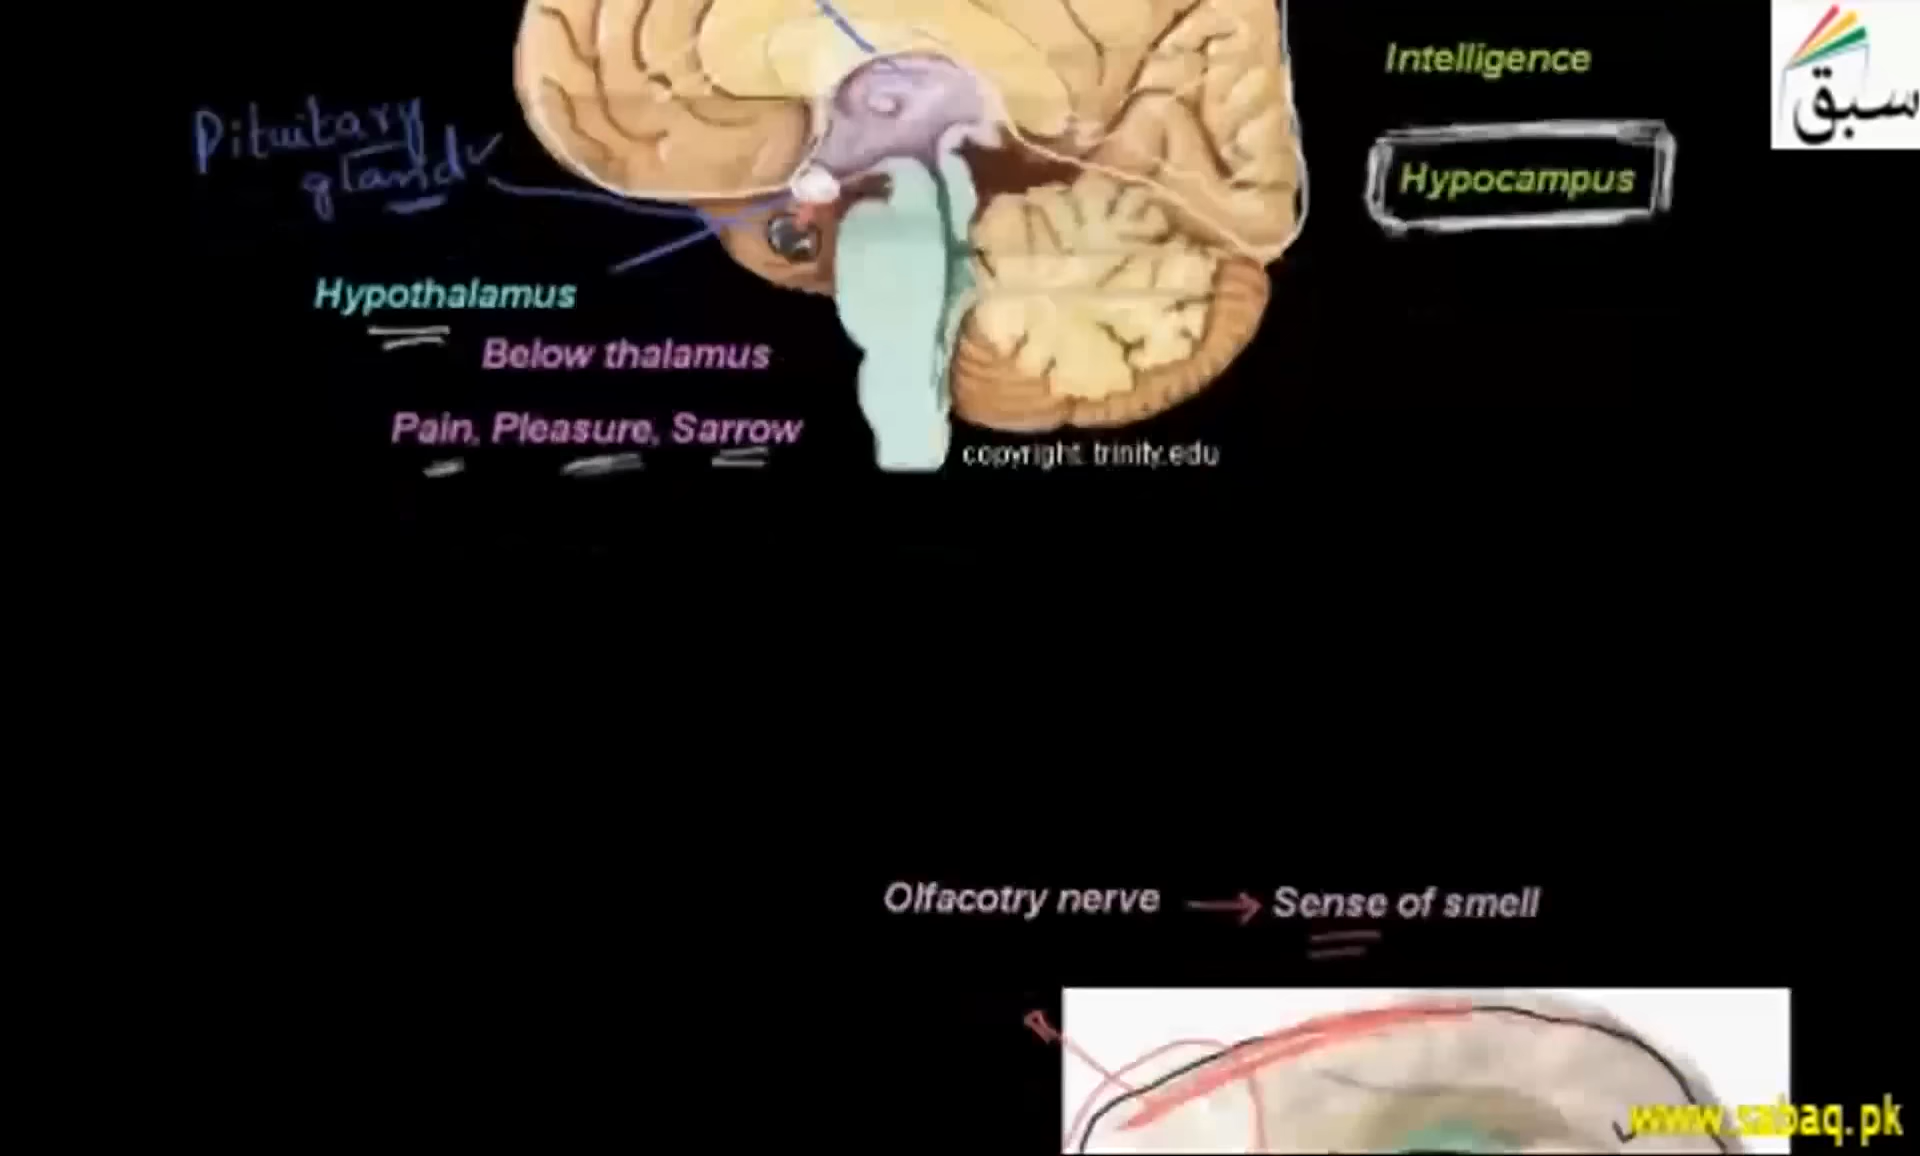 Intelligence
سبق
Pituitary
gland
Hypocampus
Hypothalamus
Below thalamus
Pain, Pleasure, Sarrow
copyright trinity.edu
Olfacotry nerve → Sense of smell
www.sabaq.pk